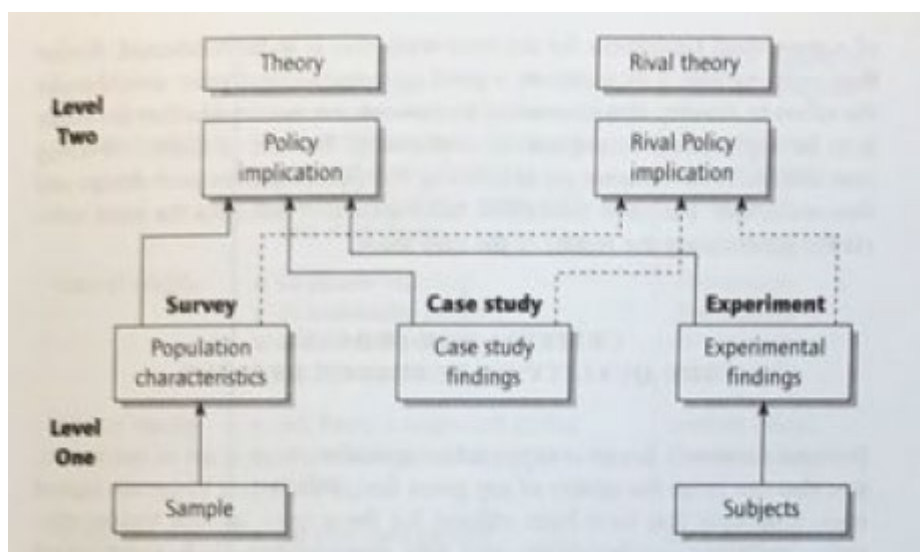 Theory
Rival theory
Level
Two
Policy
implication
Rival Policy
implication
Survey
Case study
Experiment
Population
characteristics
Case study
findings
Experimental
findings
Level
One
Sample
Subjects